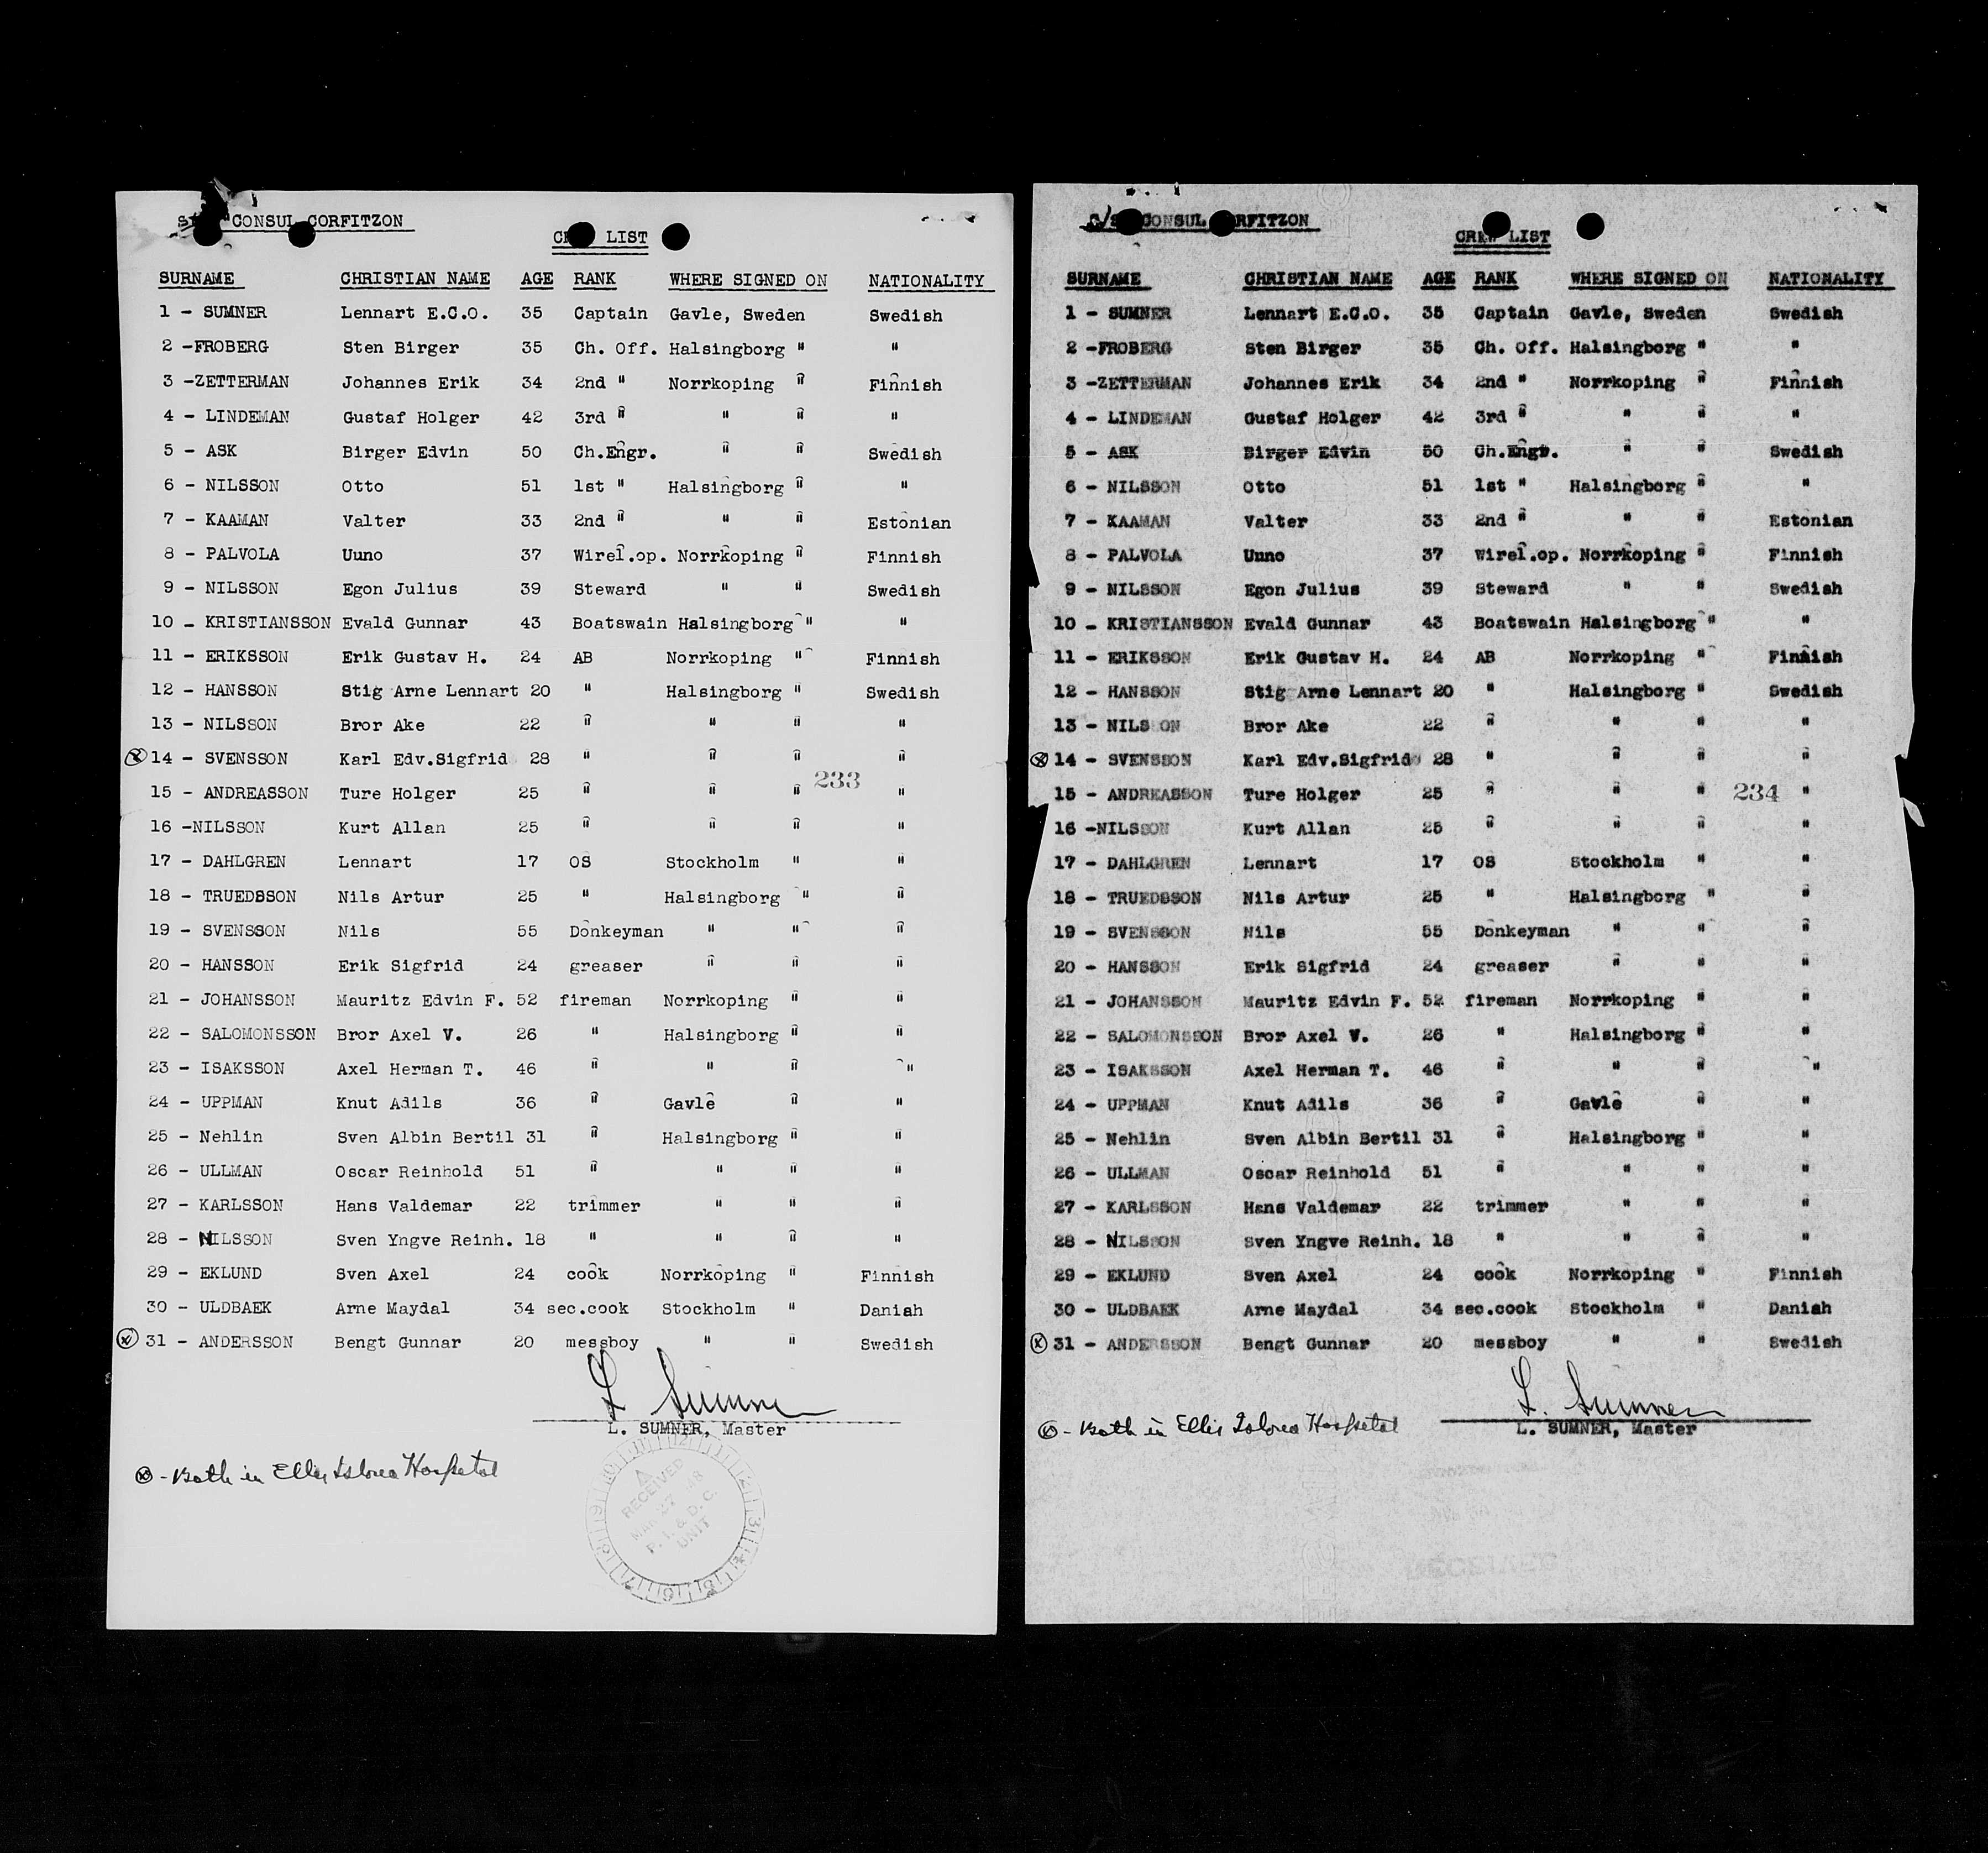 CONSUL CORFITZON
CREW LIST
SURNAME CHRISTIAN NAME AGE RANK WHERE SIGNED ON NATIONALITY
1 - SUMNER Lennart E.C.O. 35 Captain Gavle, Sweden Swedish
2 -FROBERG Sten Birger 35 Ch. Off. Halsingborg " "
3 -ZETTERMAN Johannes Erik 34 2nd " Norrkoping " Finnish
4 - LINDEMAN Gustaf Holger 42 3rd " " " "
5 - ASK Birger Edvin 50 Ch.Engr. " " Swedish
6 - NILSSON Otto 51 1st " Halsingborg " "
7 - KAAMAN Valter 33 2nd " " " Estonian
8 - PALVOLA Uuno 37 Wirel.op. Norrkoping " Finnish
9 - NILSSON Egon Julius 39 Steward " " Swedish
10 - KRISTIANSSON Evald Gunnar 43 Boatswain Halsingborg " "
11 - ERIKSSON Erik Gustav H. 24 AB Norrkoping " Finnish
12 - HANSSON Stig Arne Lennart 20 " Halsingborg " Swedish
13 - NILSSON Bror Ake 22 " " " "
14 - SVENSSON Karl Edv.Sigfrid 28 " " " "
233
15 - ANDREASSON Ture Holger 25 " " " "
16 -NILSSON Kurt Allan 25 " " " "
17 - DAHLGREN Lennart 17 OS Stockholm " "
18 - TRUEDSSON Nils Artur 25 " Halsingborg " "
19 - SVENSSON Nils 55 Donkeyman " " "
20 - HANSSON Erik Sigfrid 24 greaser " " "
21 - JOHANSSON Mauritz Edvin F. 52 fireman Norrkoping " "
22 - SALOMONSSON Bror Axel V. 26 " Halsingborg " "
23 - ISAKSSON Axel Herman T. 46 " " " "
24 - UPPMAN Knut Adils 36 " Gavle " "
25 - Nehlin Sven Albin Bertil 31 " Halsingborg " "
26 - ULLMAN Oscar Reinhold 51 " " " "
27 - KARLSSON Hans Valdemar 22 trimmer " " "
28 - NILSSON Sven Yngve Reinh. 18 " " " "
29 - EKLUND Sven Axel 24 cook Norrkoping " Finnish
30 - ULDBAEK Arne Maydal 34 sec.cook Stockholm " Danish
31 - ANDERSSON Bengt Gunnar 20 messboy " " Swedish
L Sumner
L. SUMNER, Master
ⓧ - Both in Ellis Island Hospital
RECEIVED
MAR 27
P. I. & D. C.
UNIT
CONSUL CORFITZON
CREW LIST
SURNAME CHRISTIAN NAME AGE RANK WHERE SIGNED ON NATIONALITY
1 - SUMNER Lennart E.C.O. 35 Captain Gavle, Sweden Swedish
2 -FROBERG Sten Birger 35 Ch. Off. Halsingborg " "
3 -ZETTERMAN Johannes Erik 34 2nd " Norrkoping " Finnish
4 - LINDEMAN Gustaf Holger 42 3rd " " " "
5 - ASK Birger Edvin 50 Ch.Engr. " " Swedish
6 - NILSSON Otto 51 1st " Halsingborg " "
7 - KAAMAN Valter 33 2nd " " " Estonian
8 - PALVOLA Uuno 37 Wirel.op. Norrkoping " Finnish
9 - NILSSON Egon Julius 39 Steward " " Swedish
10 - KRISTIANSSON Evald Gunnar 43 Boatswain Halsingborg " "
11 - ERIKSSON Erik Gustav H. 24 AB Norrkoping " Finnish
12 - HANSSON Stig Arne Lennart 20 " Halsingborg " Swedish
13 - NILSSON Bror Ake 22 " " " "
14 - SVENSSON Karl Edv.Sigfrid 28 " " " "
15 - ANDREASSON Ture Holger 25 " " " 234 "
16 -NILSSON Kurt Allan 25 " " " "
17 - DAHLGREN Lennart 17 OS Stockholm " "
18 - TRUEDSSON Nils Artur 25 " Halsingborg " "
19 - SVENSSON Nils 55 Donkeyman " " "
20 - HANSSON Erik Sigfrid 24 greaser " " "
21 - JOHANSSON Mauritz Edvin F. 52 fireman Norrkoping " "
22 - SALOMONSSON Bror Axel V. 26 " Halsingborg " "
23 - ISAKSSON Axel Herman T. 46 " " " "
24 - UPPMAN Knut Adils 36 " Gavle " "
25 - Nehlin Sven Albin Bertil 31 " Halsingborg " "
26 - ULLMAN Oscar Reinhold 51 " " " "
27 - KARLSSON Hans Valdemar 22 trimmer " " "
28 - NILSSON Sven Yngve Reinh. 18 " " " "
29 - EKLUND Sven Axel 24 cook Norrkoping " Finnish
30 - ULDBAEK Arne Maydal 34 sec.cook Stockholm " Danish
31 - ANDERSSON Bengt Gunnar 20 messboy " " Swedish
L. Sumner
L. SUMNER, Master
ⓧ - Both in Ellis Island Hospital
RECEIVED